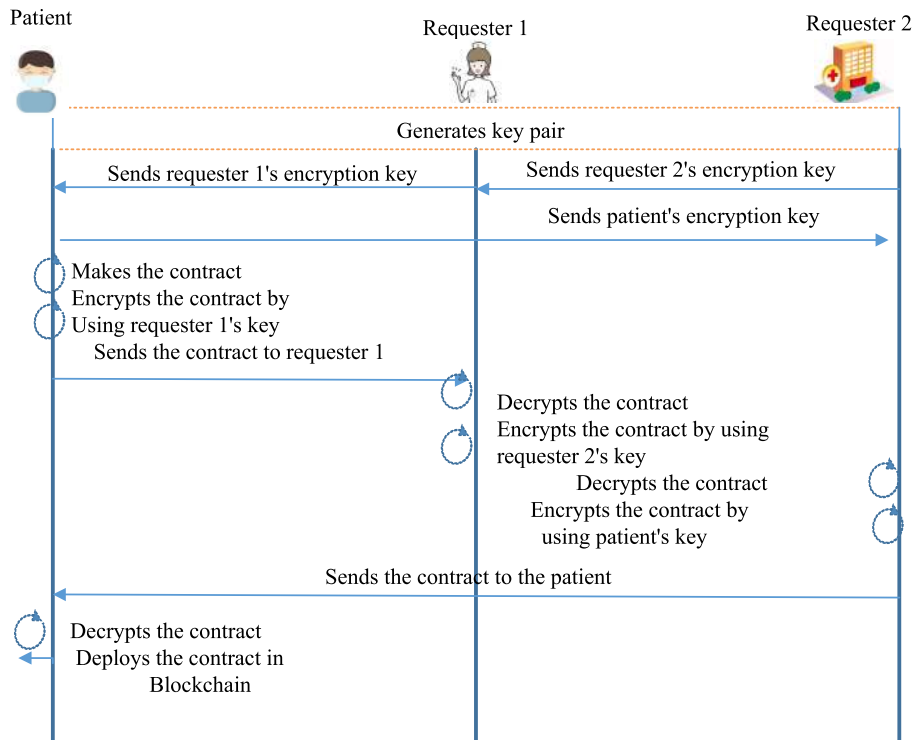 Patient
Requester 1
Requester 2
Generates key pair
Sends requester 1's encryption key
Sends requester 2's encryption key
Sends patient's encryption key
Makes the contract
Encrypts the contract by
Using requester 1's key
Sends the contract to requester 1
Decrypts the contract
Encrypts the contract by using
requester 2's key
Decrypts the contract
Encrypts the contract by
using patient's key
Sends the contract to the patient
Decrypts the contract
Deploys the contract in
Blockchain